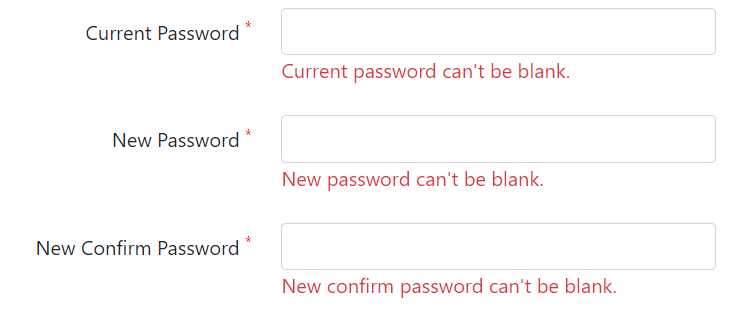 Current Password *
Current password can't be blank.
New Password *
New password can't be blank.
New Confirm Password *
New confirm password can't be blank.